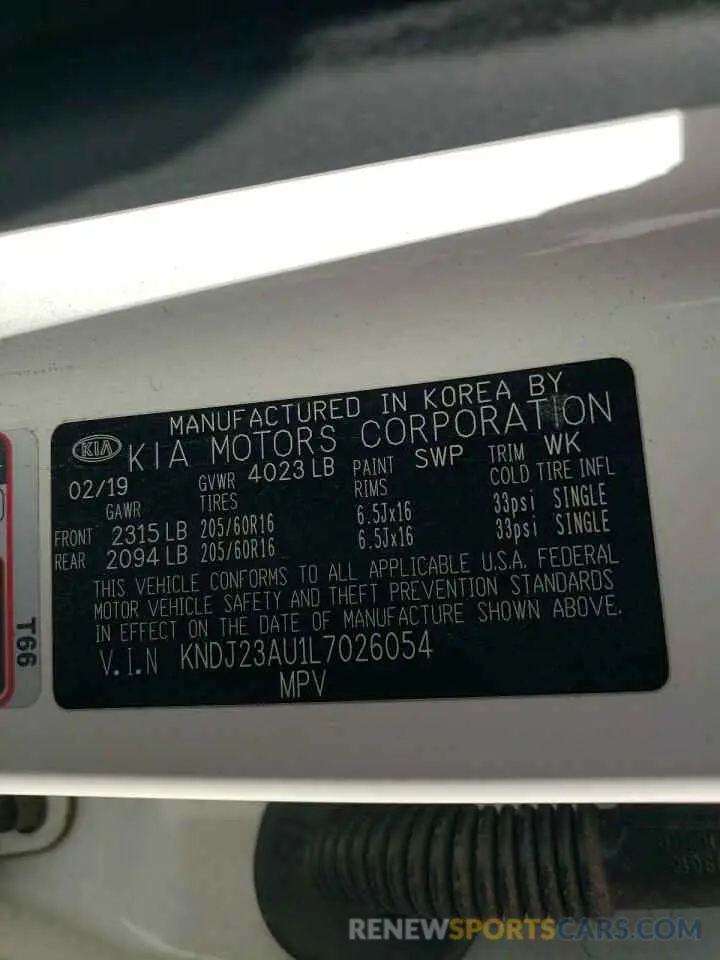 MANUFACTURED IN KOREA BY
KIA KIA MOTORS CORPORATION
02/19 GVWR 4023 LB PAINT SWP TRIM WK
GAWR TIRES RIMS COLD TIRE INFL
FRONT 2315 LB 205/60R16 6.5Jx16 33psi SINGLE
REAR 2094 LB 205/60R16 6.5Jx16 33psi SINGLE
THIS VEHICLE CONFORMS TO ALL APPLICABLE U.S.A. FEDERAL
MOTOR VEHICLE SAFETY AND THEFT PREVENTION STANDARDS
IN EFFECT ON THE DATE OF MANUFACTURE SHOWN ABOVE.
V.I.N KNDJ23AU1L7026054
MPV
T66
RENEWSPORTSCARS.COM